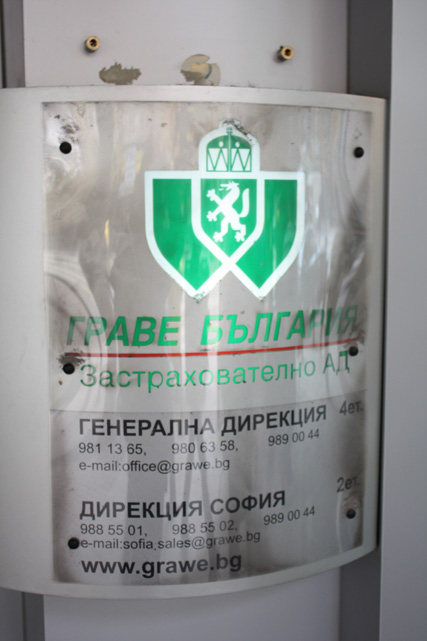 ГРАВЕ БЪЛГАРИЯ
Застрахователно АД
ГЕНЕРАЛНА ДИРЕКЦИЯ 4ет.
981 13 65, 980 63 58, 989 00 44
e-mail:office@grawe.bg
2ет.
ДИРЕКЦИЯ СОФИЯ
988 55 01, 988 55 02, 989 00 44
e-mail:sofia_sales@grawe.bg
www.grawe.bg